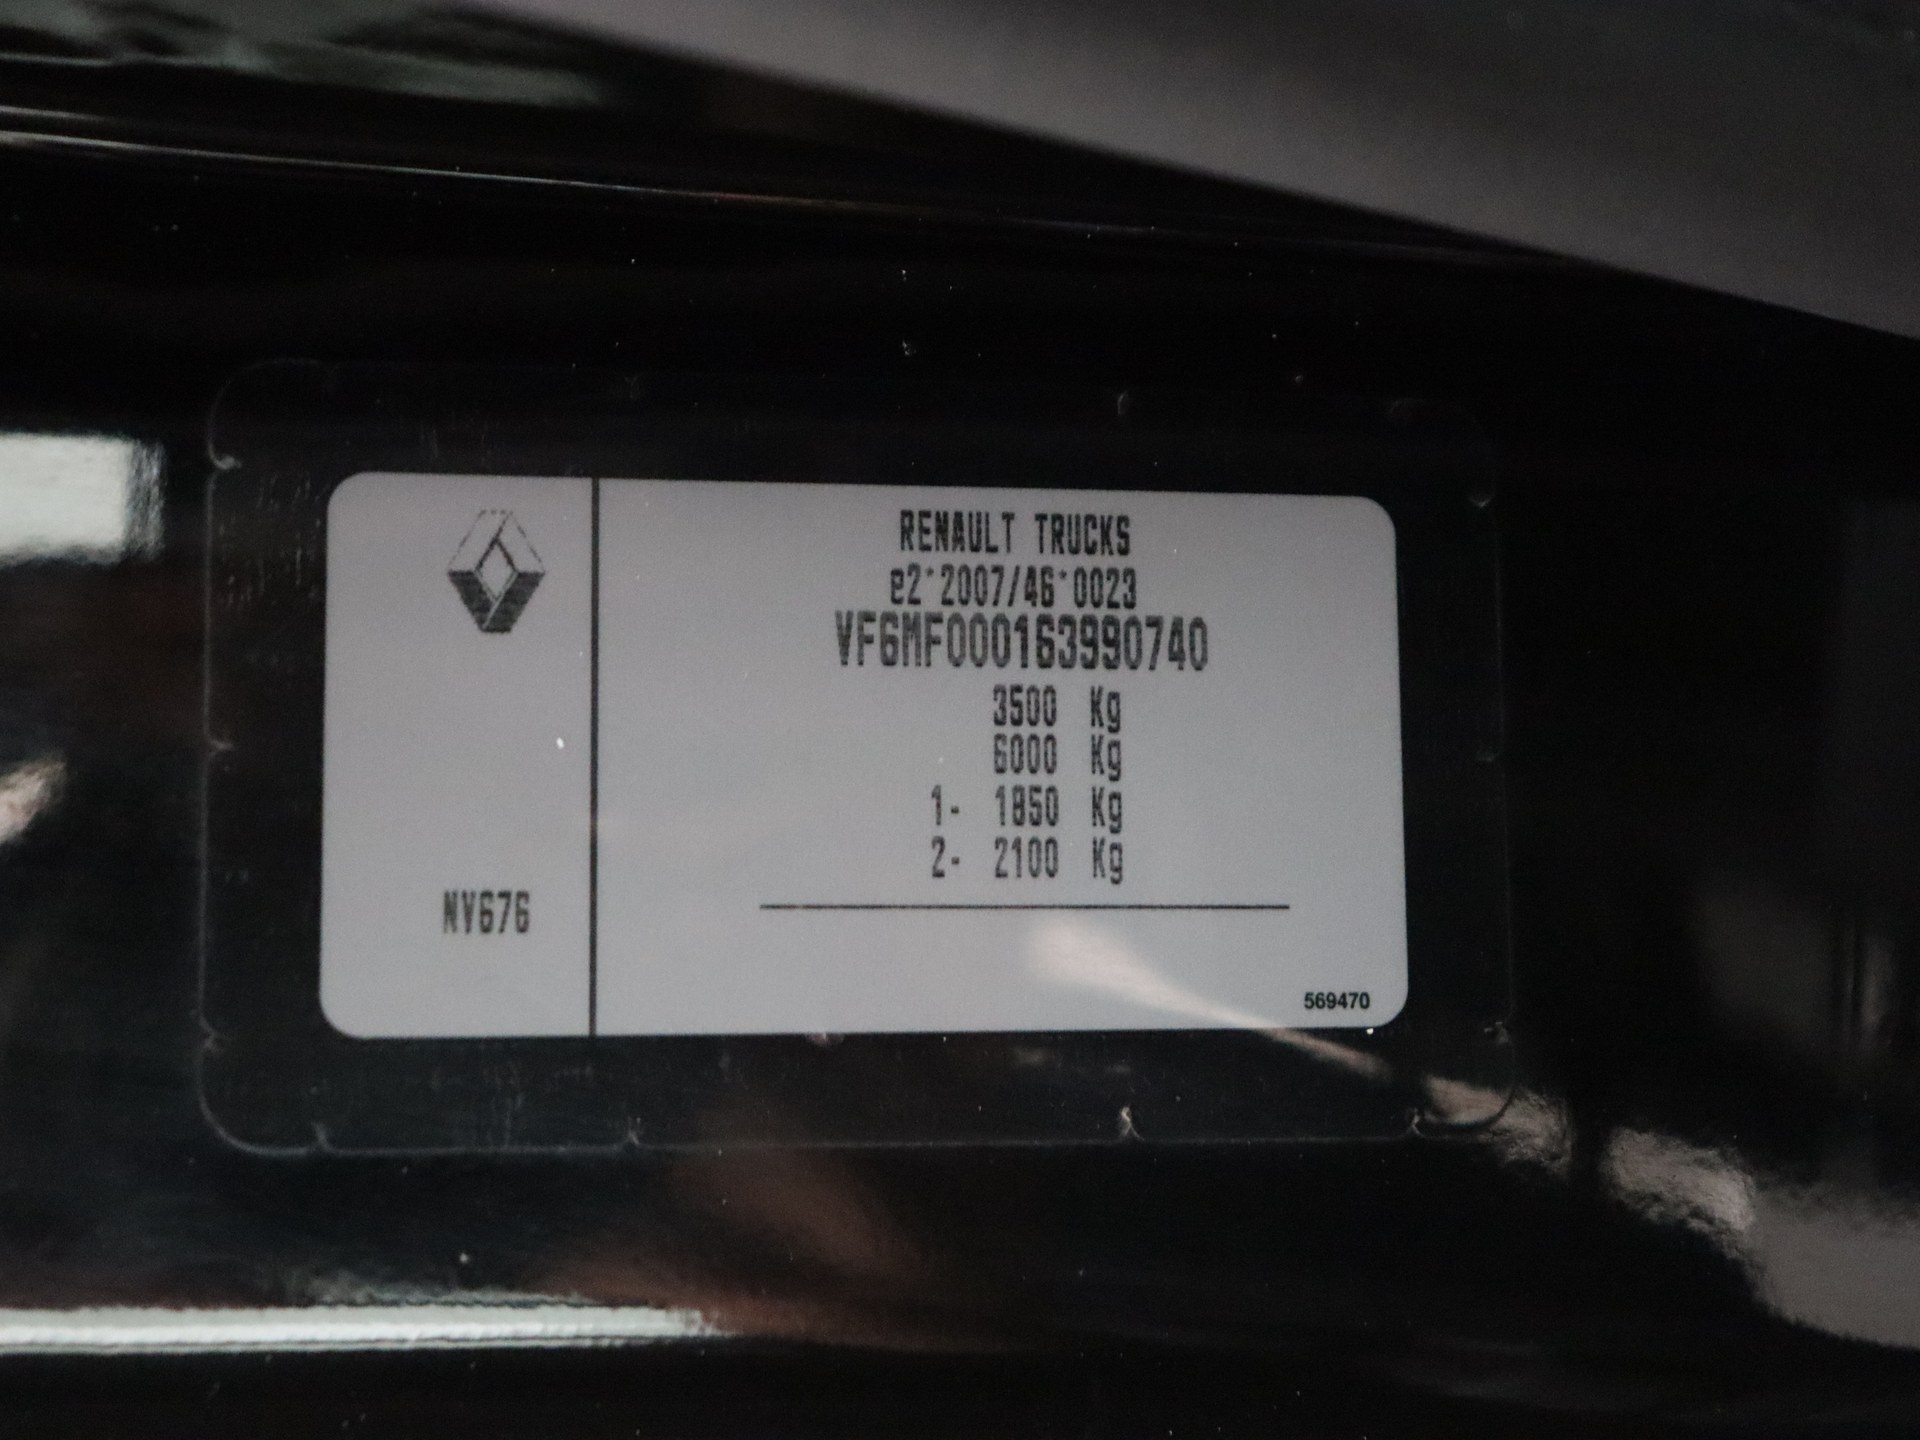 RENAULT TRUCKS
e2*2007/46*0023
VF6MF000163990740
3500 Kg
6000 Kg
1- 1850 Kg
2- 2100 Kg
NV676
569470